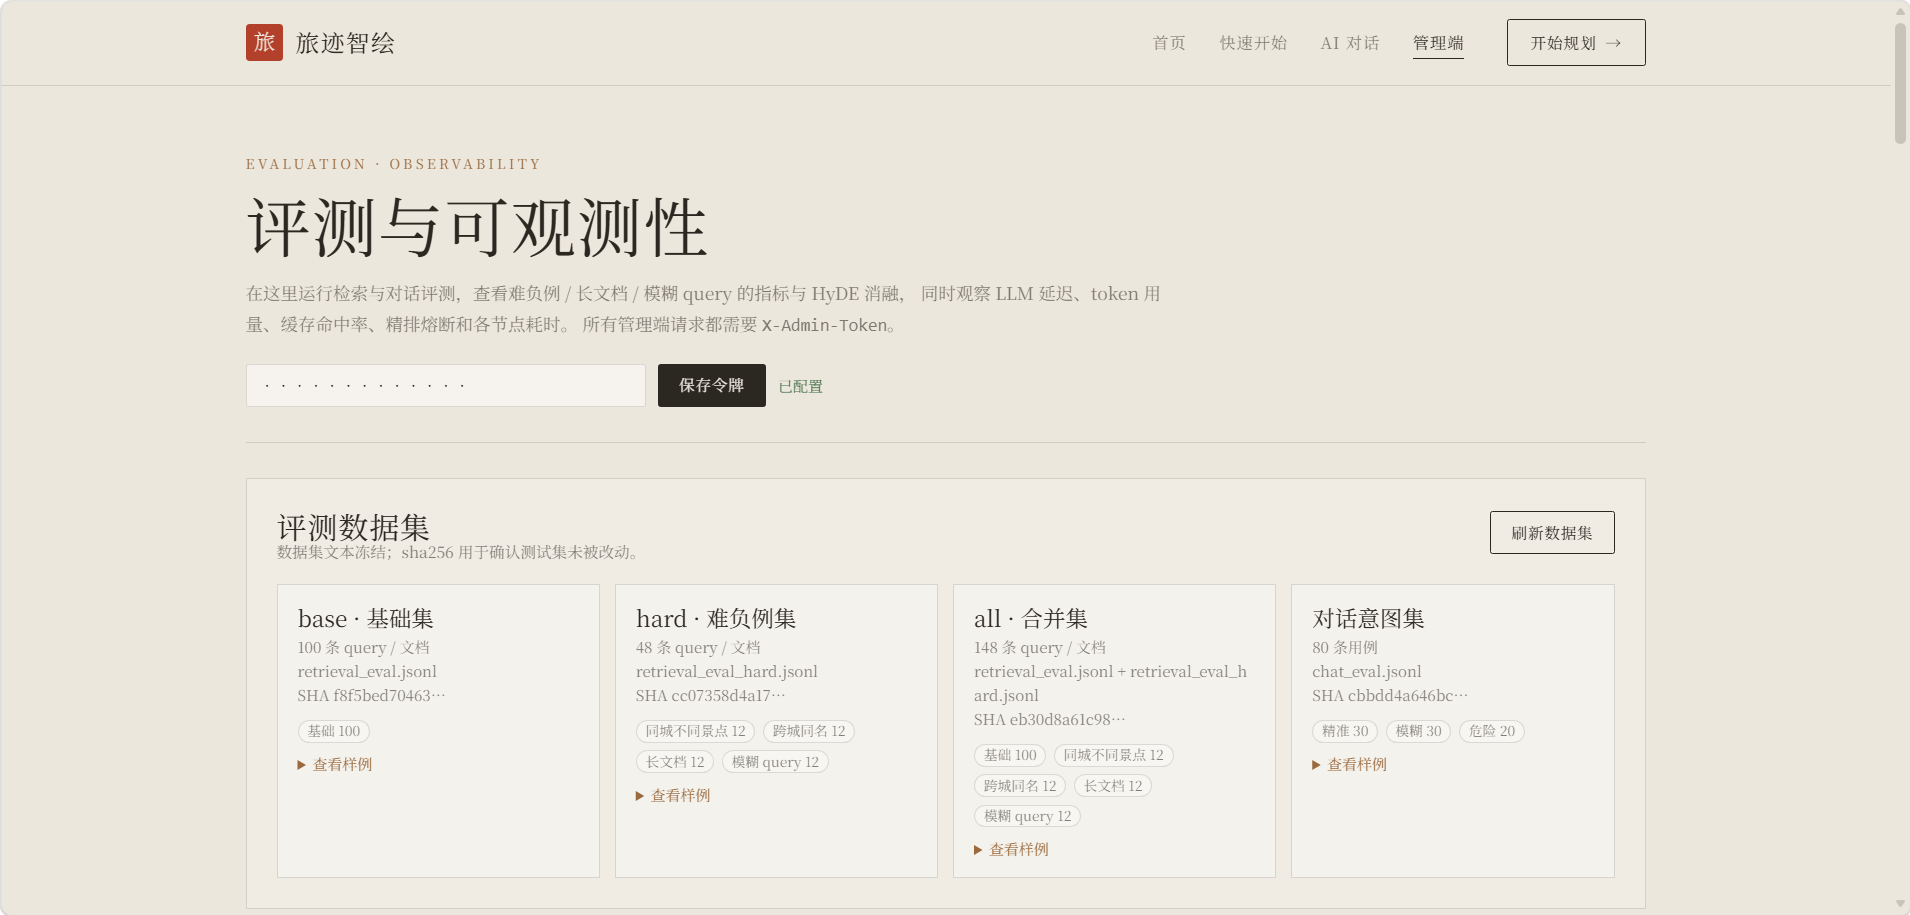 旅 旅迹智绘
首页 快速开始 AI 对话 管理端 开始规划 →
EVALUATION · OBSERVABILITY
评测与可观测性
在这里运行检索与对话评测，查看难负例 / 长文档 / 模糊 query 的指标与 HyDE 消融， 同时观察 LLM 延迟、token 用
量、缓存命中率、精排熔断和各节点耗时。 所有管理端请求都需要 X-Admin-Token。
保存令牌 已配置
评测数据集
数据集文本冻结；sha256 用于确认测试集未被改动。
刷新数据集
base · 基础集
100 条 query / 文档
retrieval_eval.jsonl
SHA f8f5bed70463…
基础 100
▶ 查看样例
hard · 难负例集
48 条 query / 文档
retrieval_eval_hard.jsonl
SHA cc07358d4a17…
同城不同景点 12 跨城同名 12
长文档 12 模糊 query 12
▶ 查看样例
all · 合并集
148 条 query / 文档
retrieval_eval.jsonl + retrieval_eval_h
ard.jsonl
SHA eb30d8a61c98…
基础 100 同城不同景点 12
跨城同名 12 长文档 12
模糊 query 12
▶ 查看样例
对话意图集
80 条用例
chat_eval.jsonl
SHA cbbdd4a646bc…
精准 30 模糊 30 危险 20
▶ 查看样例